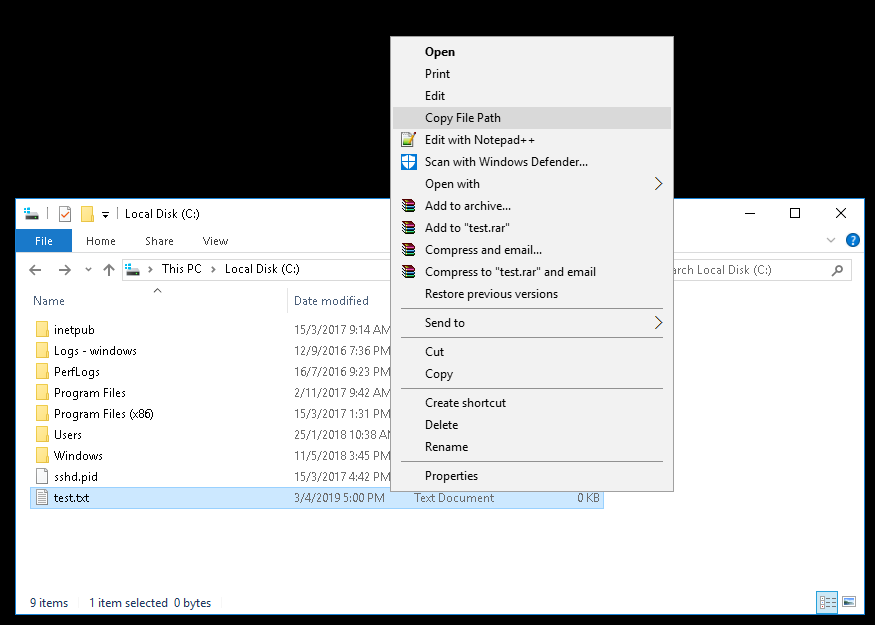 Open
Print
Edit
Copy File Path
Edit with Notepad++
Scan with Windows Defender...
Open with
Add to archive...
Add to "test.rar"
Compress and email...
Compress to "test.rar" and email
Restore previous versions
Send to
Cut
Copy
Create shortcut
Delete
Rename
Properties
Local Disk (C:)
File Home Share View
?
This PC Local Disk (C:) Local Disk (C:)
Name Date modified
inetpub 15/3/2017 9:14 AM
Logs - windows 12/9/2016 7:36 PM
PerfLogs 16/7/2016 9:23 PM
Program Files 2/11/2017 9:42 AM
Program Files (x86) 15/3/2017 1:31 PM
Users 25/1/2018 10:38 AM
Windows 11/5/2018 3:45 PM
sshd.pid 15/3/2017 4:42 PM
test.txt 3/4/2019 5:00 PM Text Document 0 KB
9 items 1 item selected 0 bytes